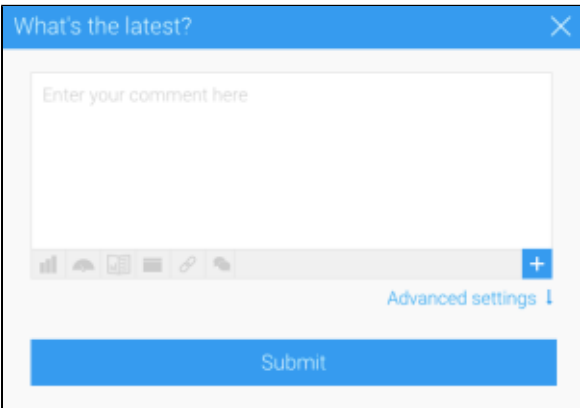 What's the latest?
Enter your comment here
Advanced settings
Submit